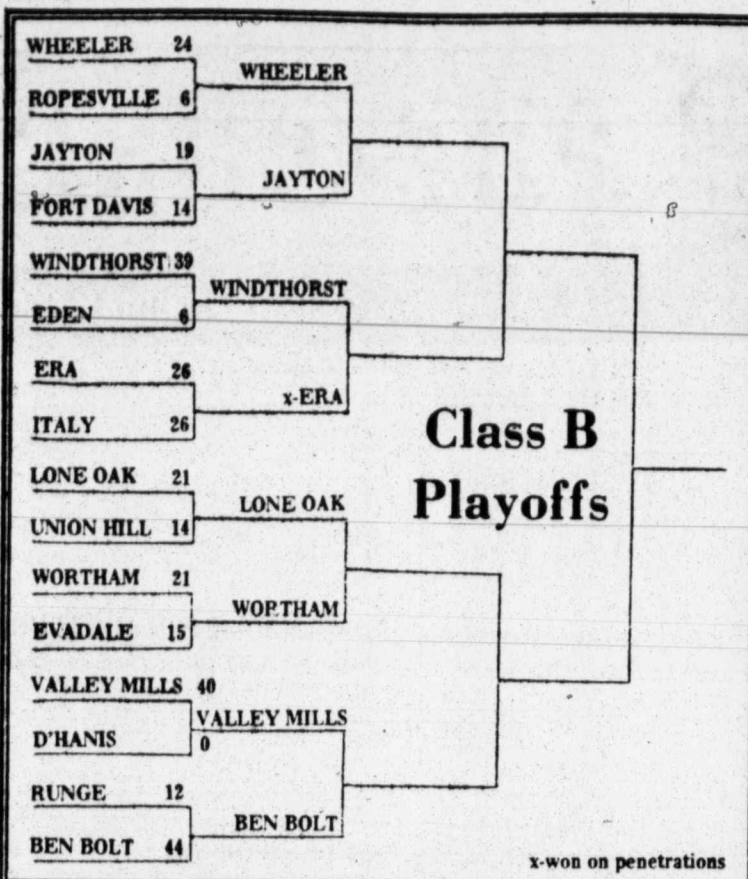 WHEELER 24
WHEELER
ROPESVILLE 6
JAYTON 19
JAYTON
FORT DAVIS 14
WINDTHORST 39
WINDTHORST
EDEN 6
ERA 26
x-ERA
ITALY 26
Class B
Playoffs
LONE OAK 21
LONE OAK
UNION HILL 14
WORTHAM 21
WORTHAM
EVADALE 15
VALLEY MILLS 40
VALLEY MILLS
D'HANIS 0
RUNGE 12
BEN BOLT
BEN BOLT 44
x-won on penetrations